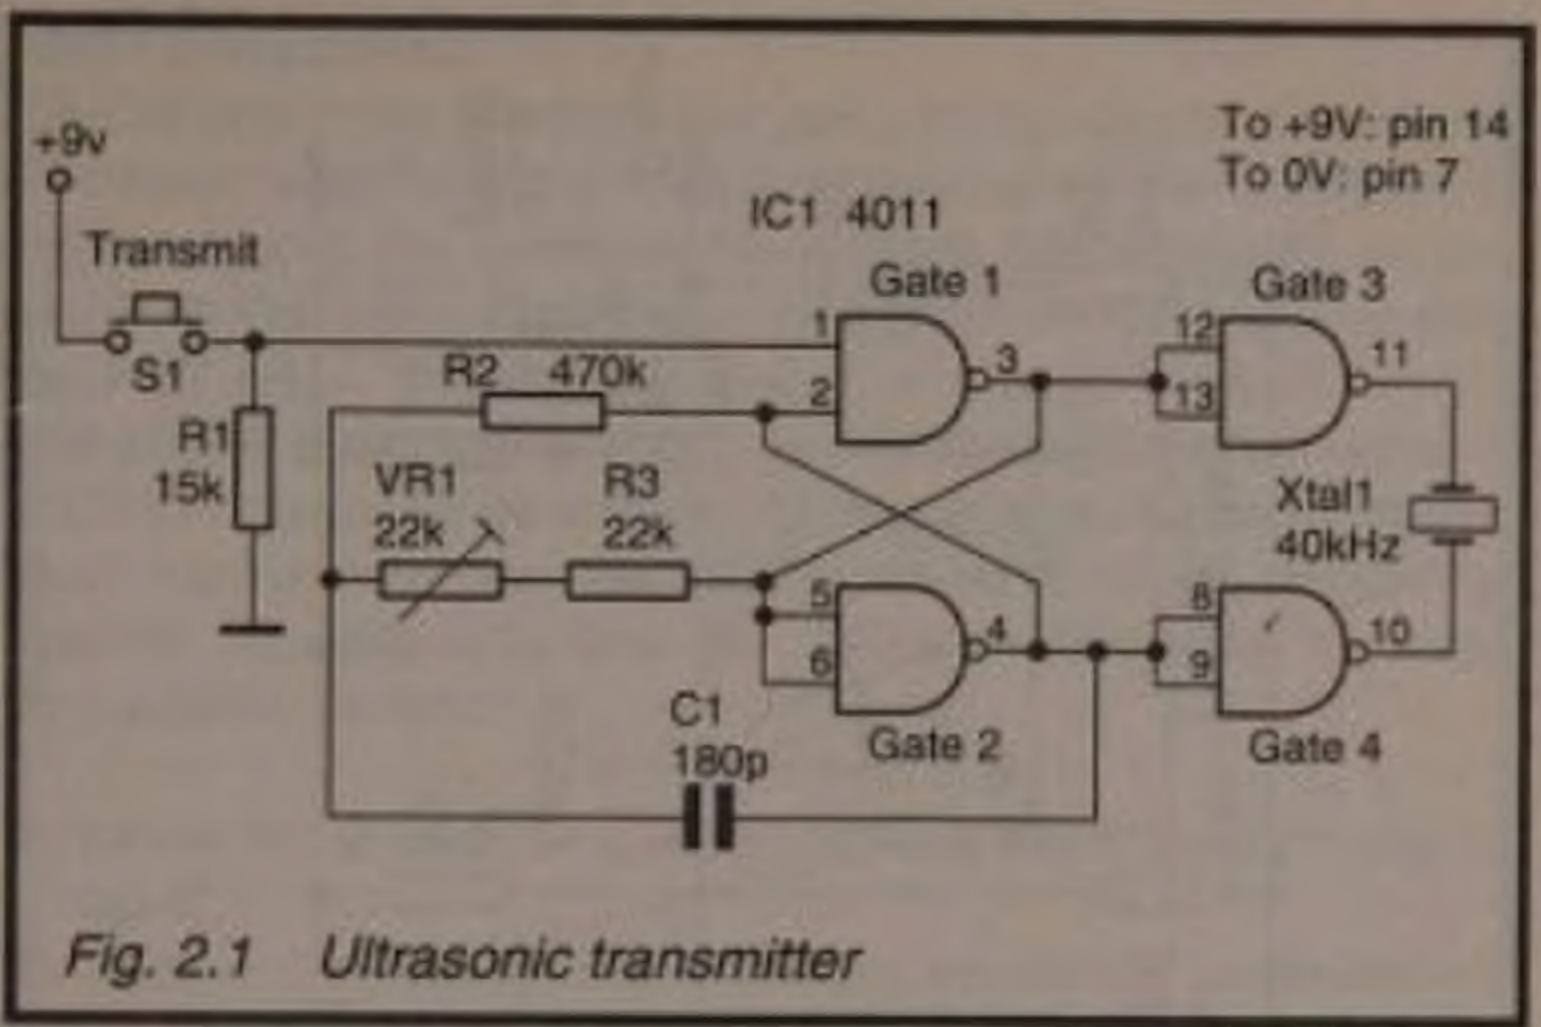 +9v
To +9V: pin 14
To 0V: pin 7
IC1 4011
Transmit
Gate 1
Gate 3
S1
1
2
3
12
13
11
R2 470k
R1
15k
VR1
22k
R3
22k
Xtal1
40kHz
5
6
4
8
9
10
C1
180p
Gate 2
Gate 4
Fig. 2.1 Ultrasonic transmitter